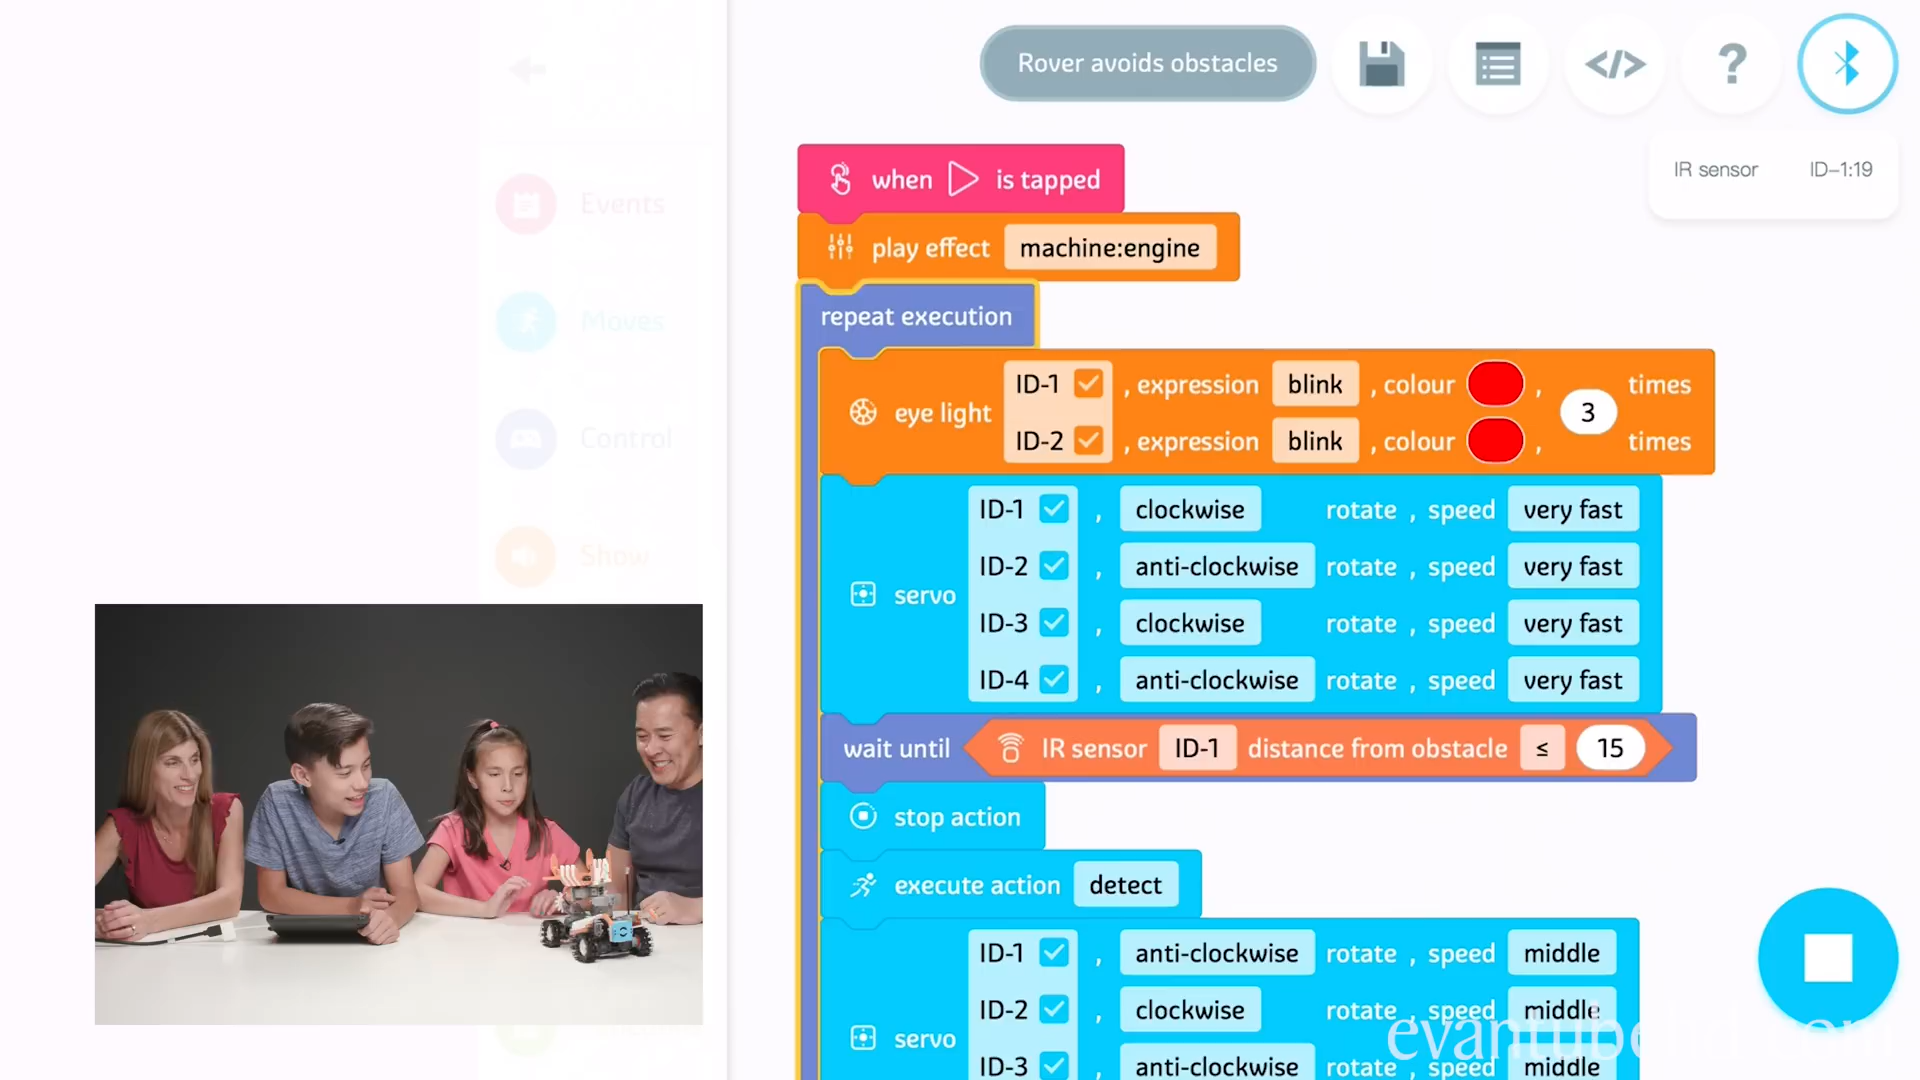 Rover avoids obstacles
</>
?
IR sensor ID-1:19
Events
Moves
Control
Show
when is tapped
play effect machine:engine
repeat execution
eye light
ID-1 , expression blink , colour , 3 times
ID-2 , expression blink , colour , times
servo
ID-1 , clockwise rotate , speed very fast
ID-2 , anti-clockwise rotate , speed very fast
ID-3 , clockwise rotate , speed very fast
ID-4 , anti-clockwise rotate , speed very fast
wait until IR sensor ID-1 distance from obstacle ≤ 15
stop action
execute action detect
servo
ID-1 , anti-clockwise rotate , speed middle
ID-2 , clockwise rotate , speed middle
ID-3 , anti-clockwise rotate , speed middle